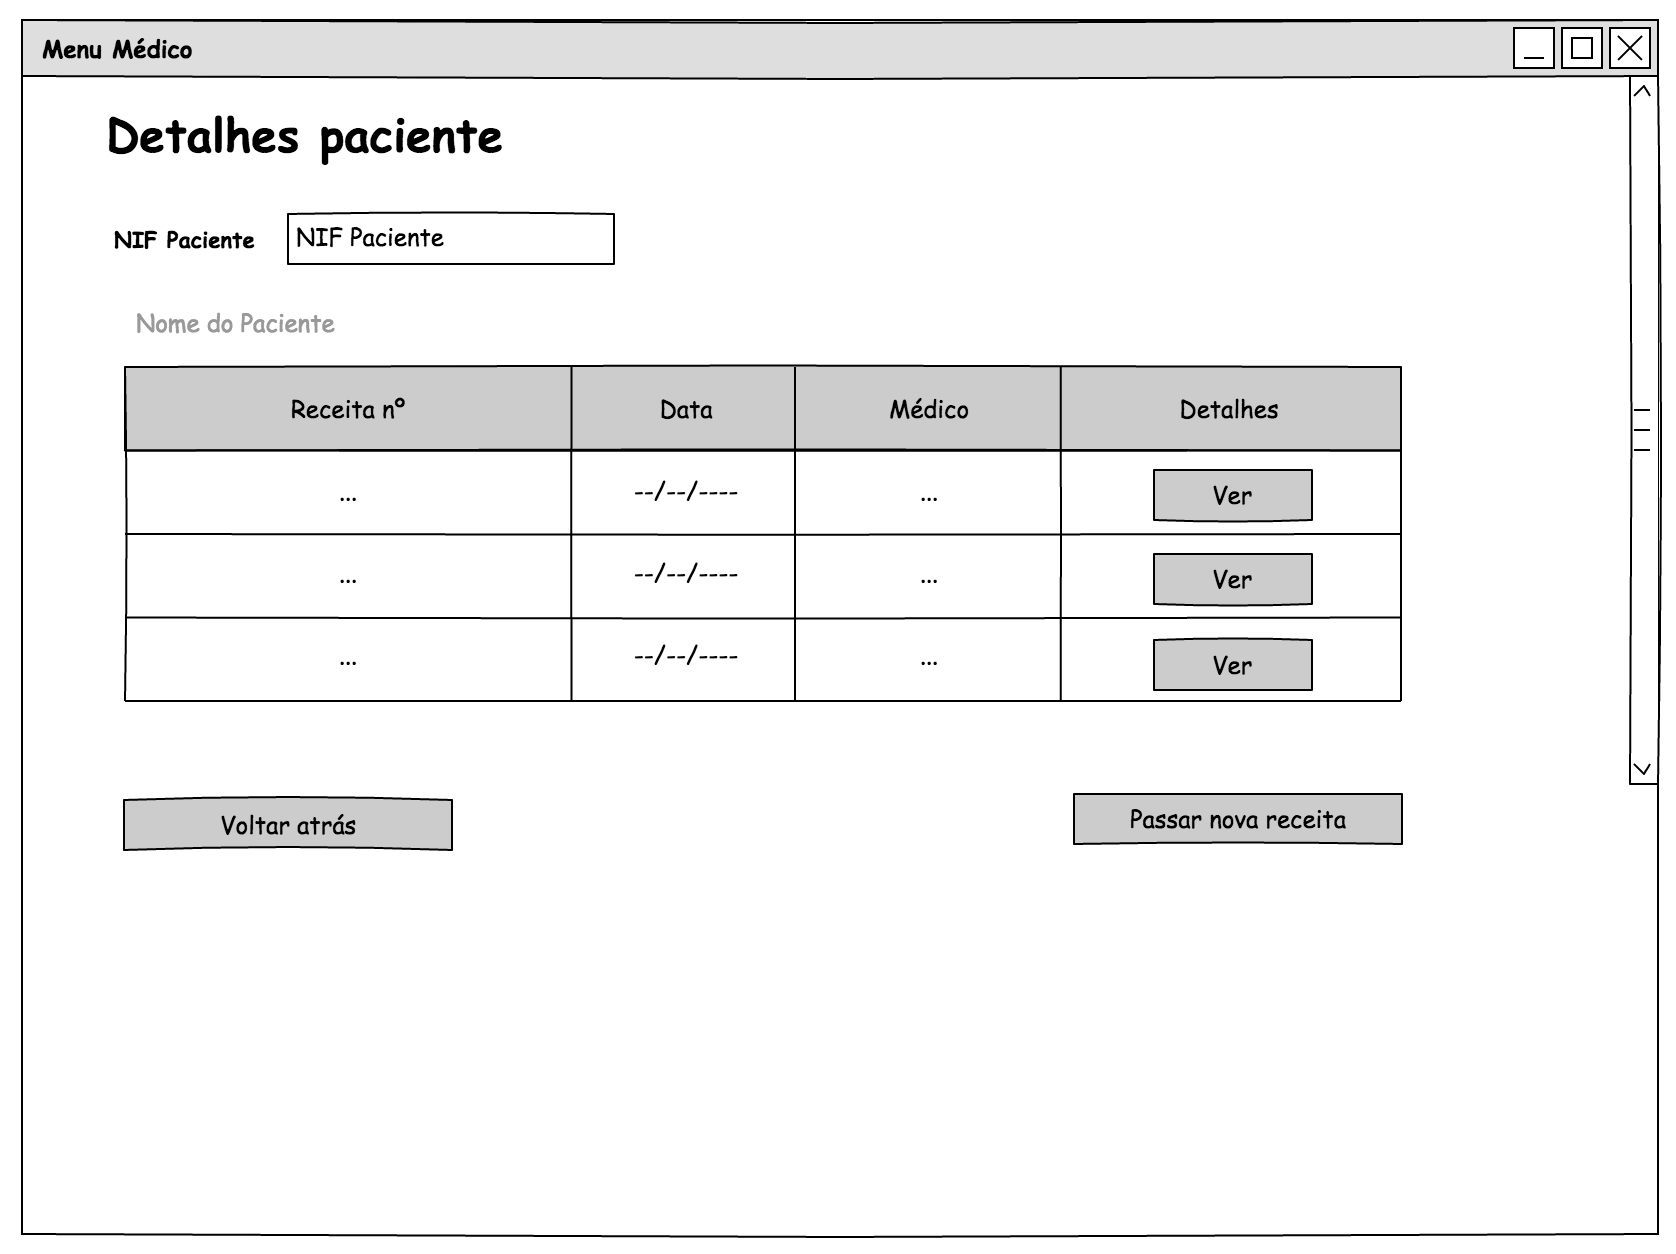 Menu Médico
Detalhes paciente
NIF Paciente NIF Paciente
Nome do Paciente
Receita nº Data Médico Detalhes
... --/--/---- ... Ver
... --/--/---- ... Ver
... --/--/---- ... Ver
Voltar atrás Passar nova receita